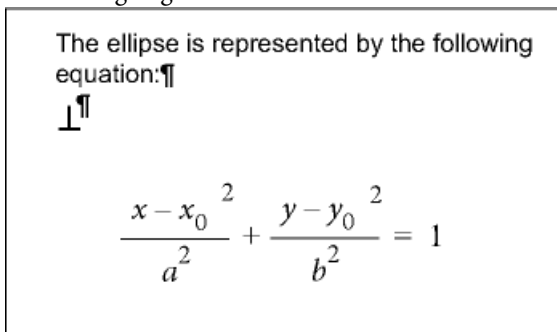 The ellipse is represented by the following
equation:¶
⊥¶
x − x₀ ² / a² + y − y₀ ² / b² = 1